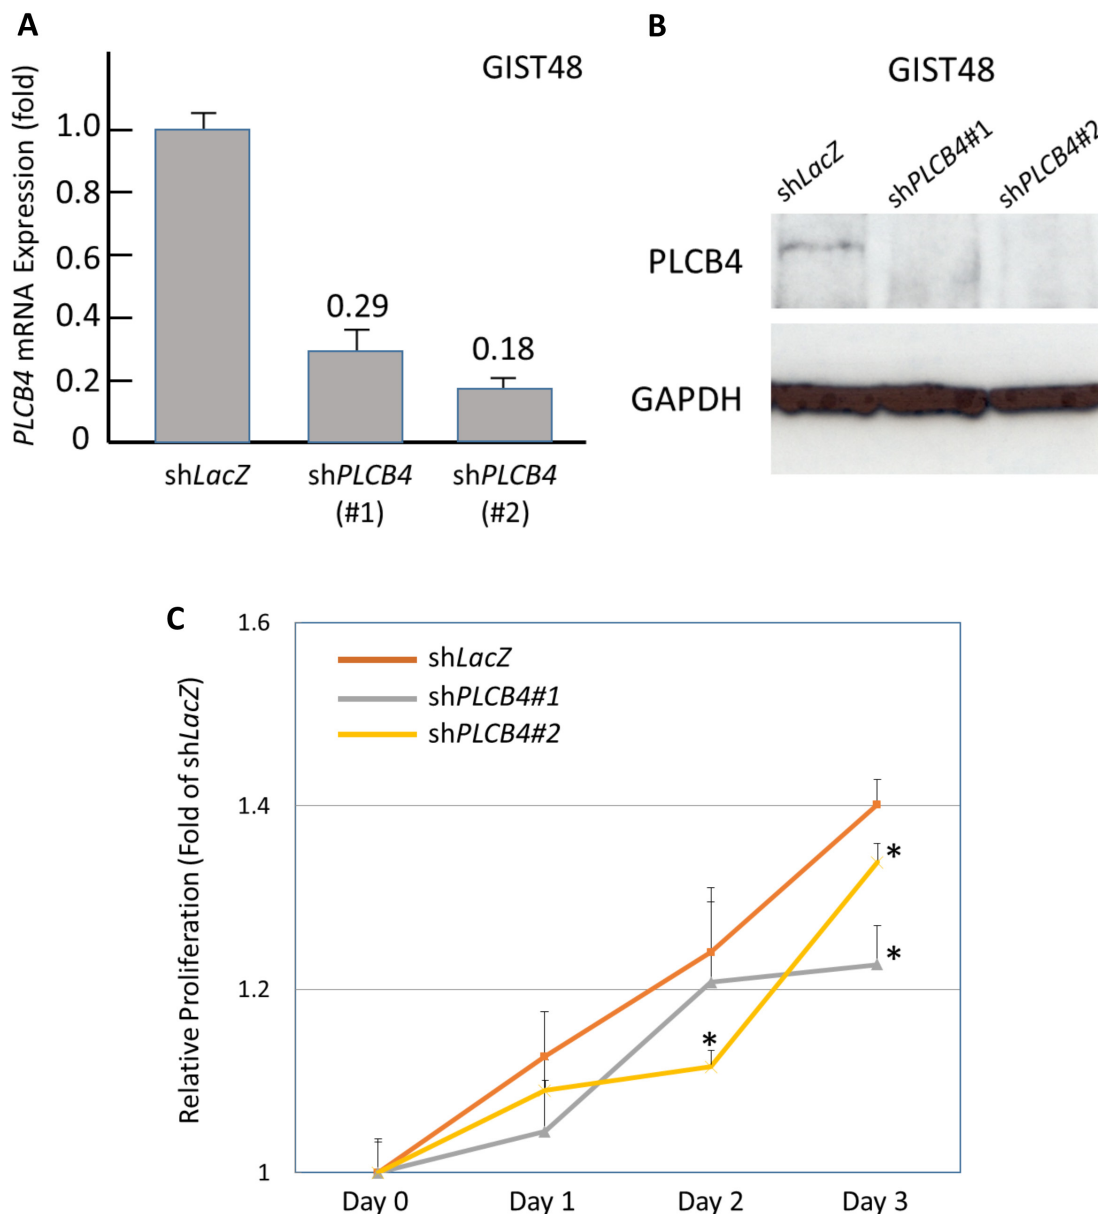 A
GIST48
PLCB4 mRNA Expression (fold)
1.0
0.8
0.6
0.4
0.2
0
0.29
0.18
shLacZ
shPLCB4
(#1)
shPLCB4
(#2)
B
GIST48
shLacZ
shPLCB4#1
shPLCB4#2
PLCB4
GAPDH
C
Relative Proliferation (Fold of shLacZ)
1.6
1.4
1.2
1
shLacZ
shPLCB4#1
shPLCB4#2
*
*
*
Day 0
Day 1
Day 2
Day 3